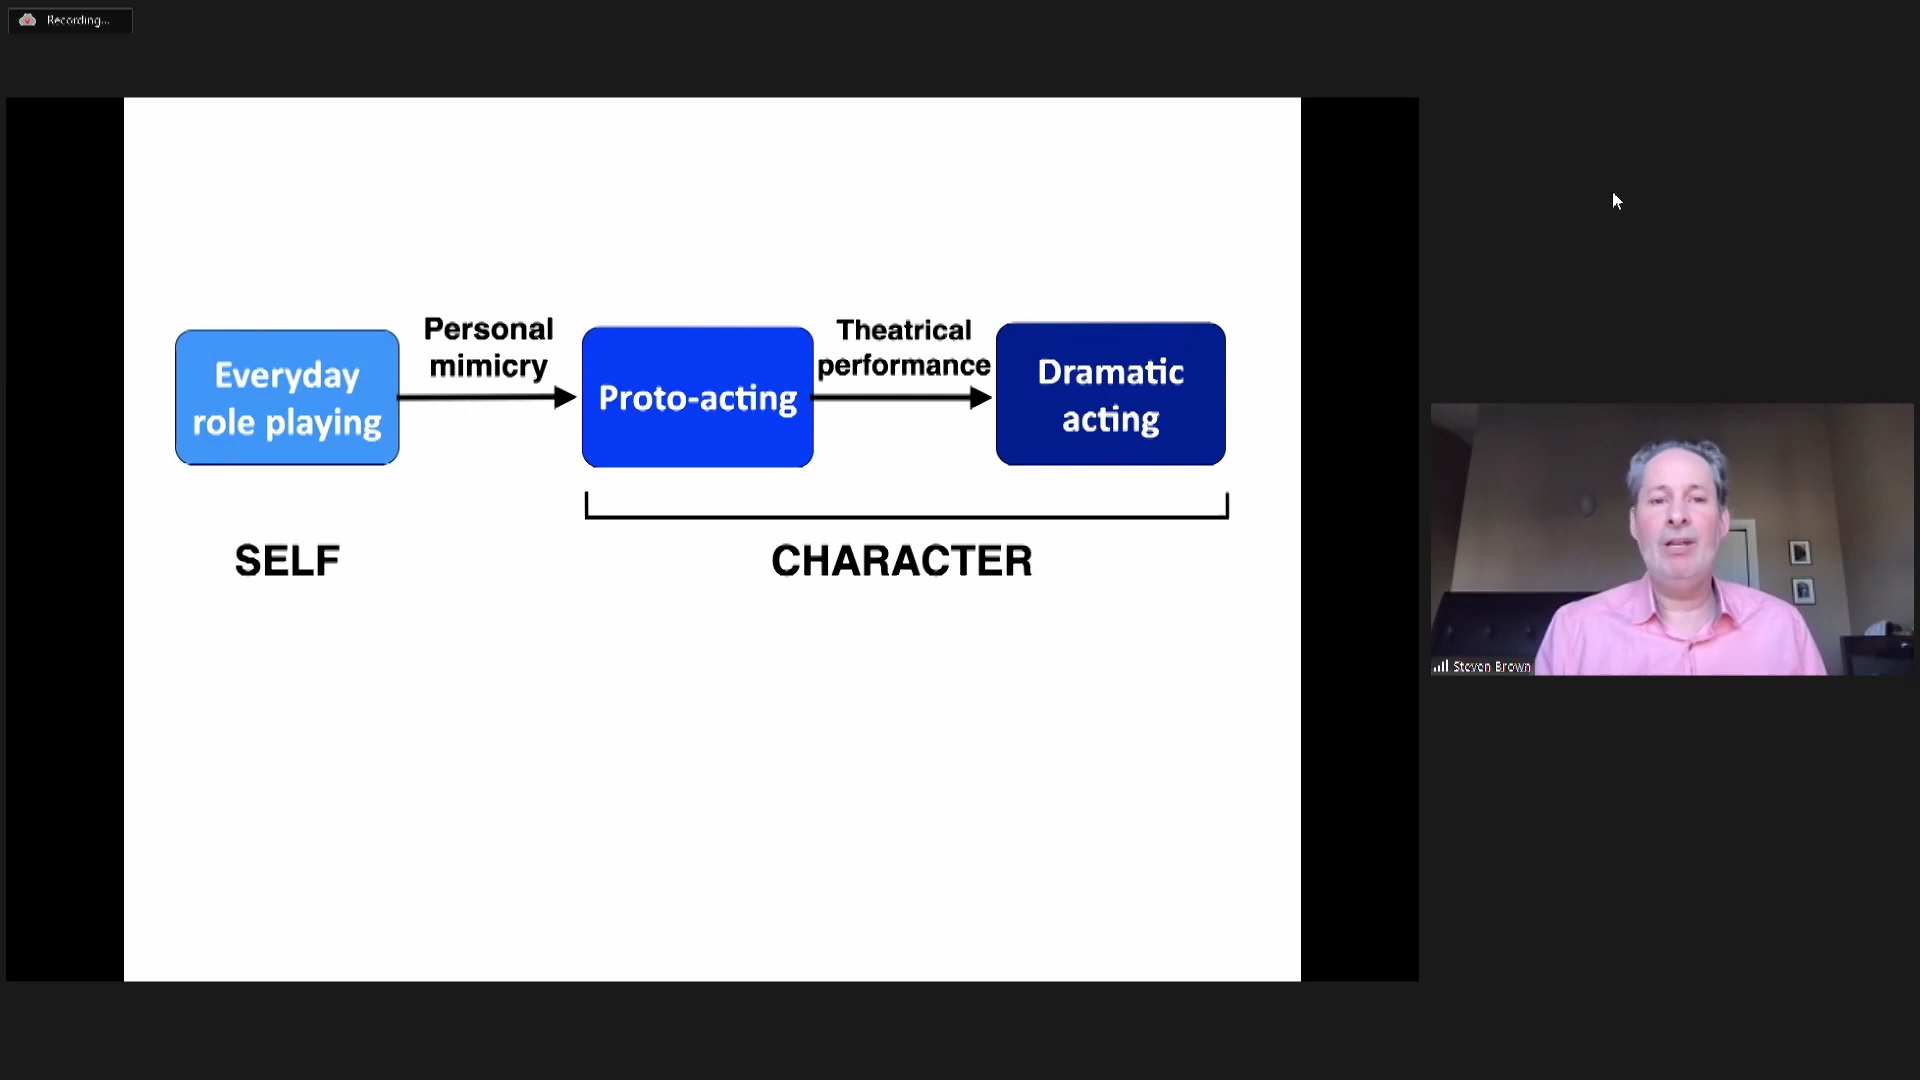 Recording...
Personal
mimicry
Theatrical
performance
Everyday
role playing
Proto-acting
Dramatic
acting
SELF
CHARACTER
Steven Brown